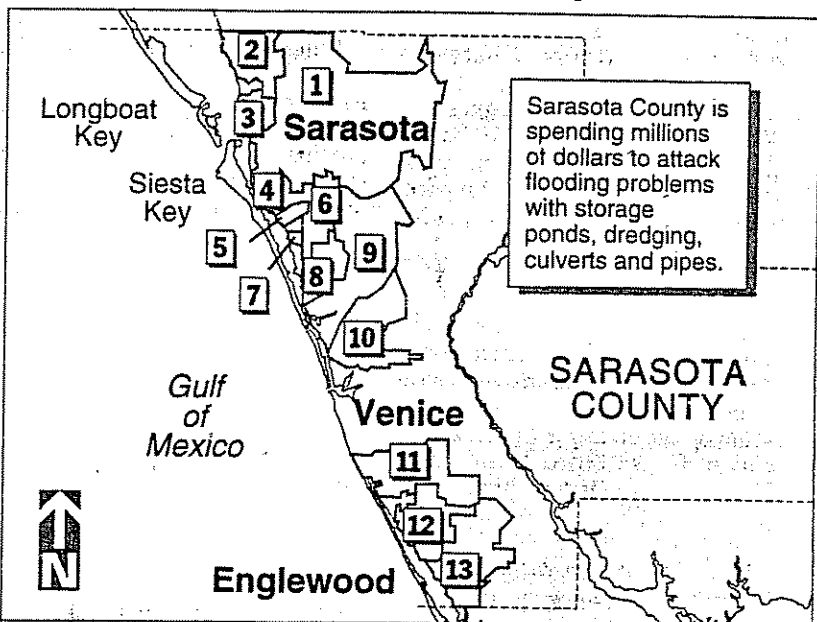 2
1
Longboat
Key
3
Sarasota
Sarasota County is
spending millions
of dollars to attack
flooding problems
with storage
ponds, dredging,
culverts and pipes.
Siesta
Key
4
6
5
9
8
7
10
Gulf
of
Mexico
SARASOTA
COUNTY
Venice
11
12
N
Englewood
13